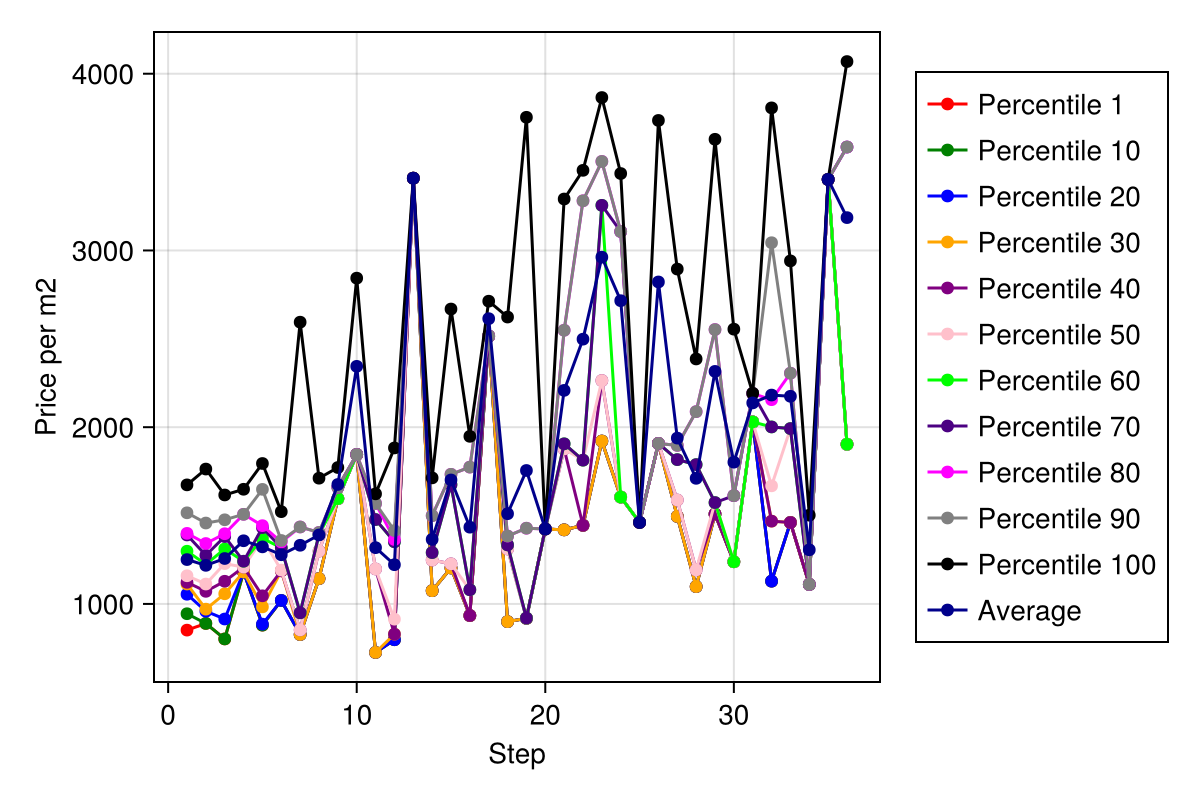 Price per m2
4000
3000
2000
1000
0
10
20
30
Step
Percentile 1
Percentile 10
Percentile 20
Percentile 30
Percentile 40
Percentile 50
Percentile 60
Percentile 70
Percentile 80
Percentile 90
Percentile 100
Average